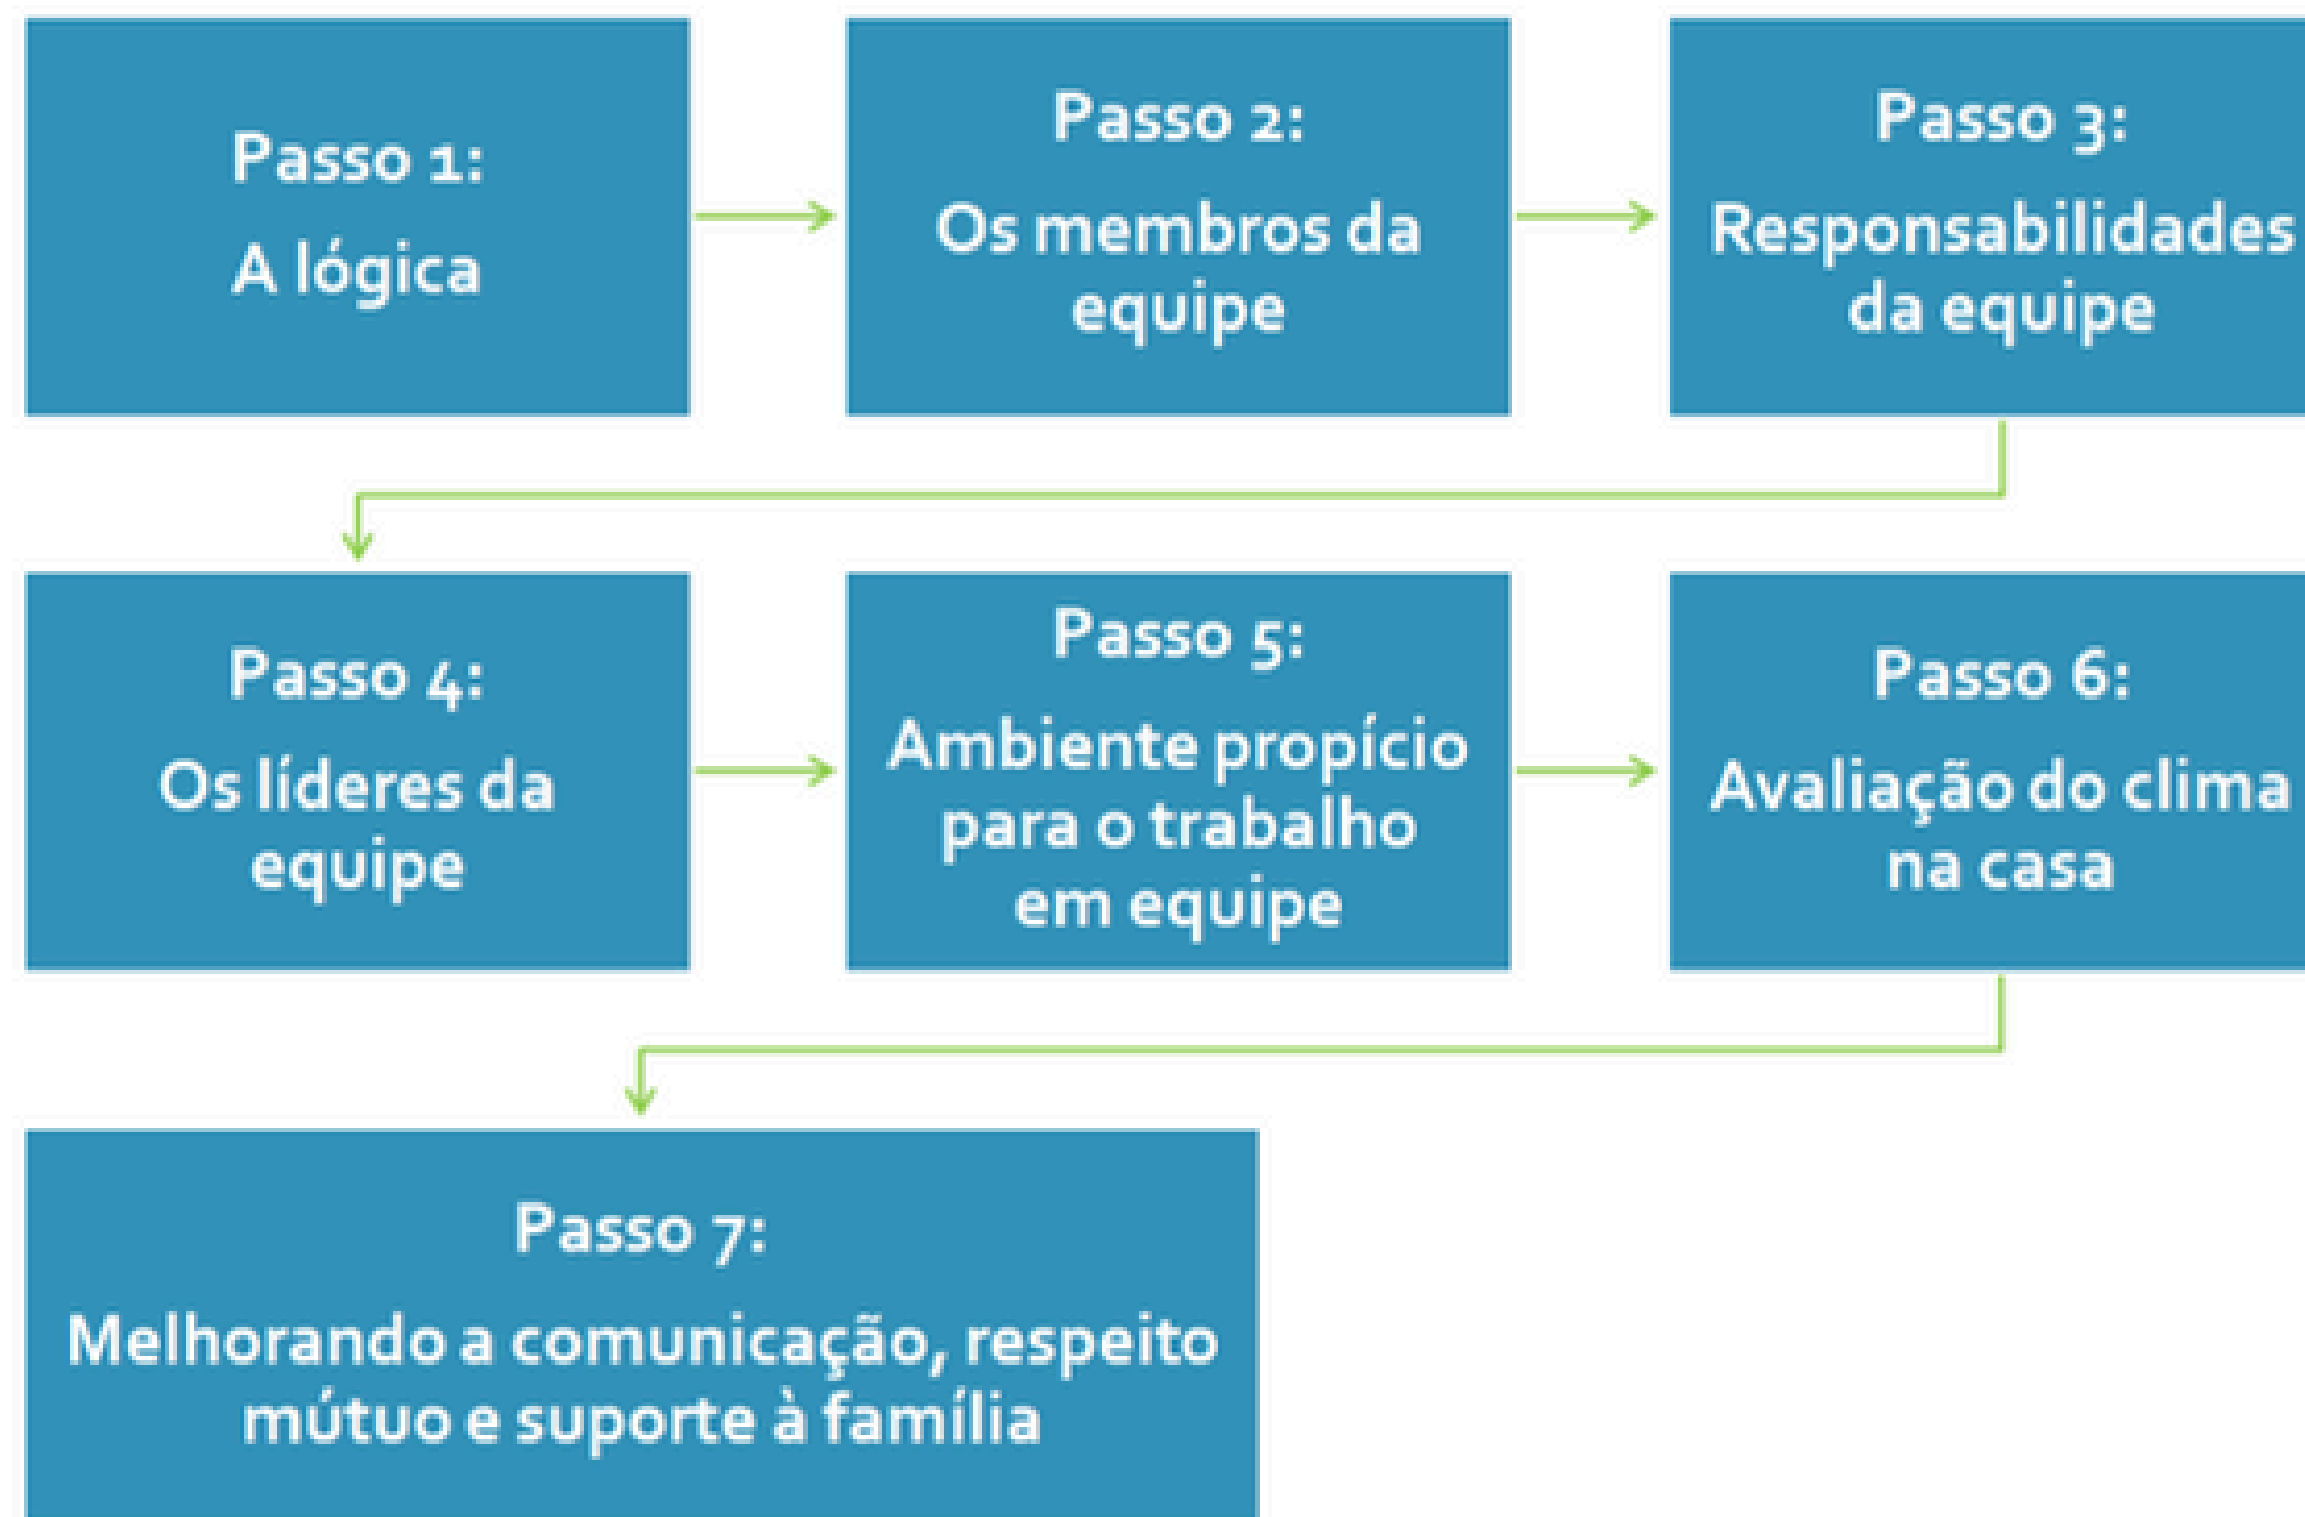 Passo 1:
A lógica
Passo 2:
Os membros da
equipe
Passo 3:
Responsabilidades
da equipe
Passo 4:
Os líderes da
equipe
Passo 5:
Ambiente propício
para o trabalho
em equipe
Passo 6:
Avaliação do clima
na casa
Passo 7:
Melhorando a comunicação, respeito
mútuo e suporte à família